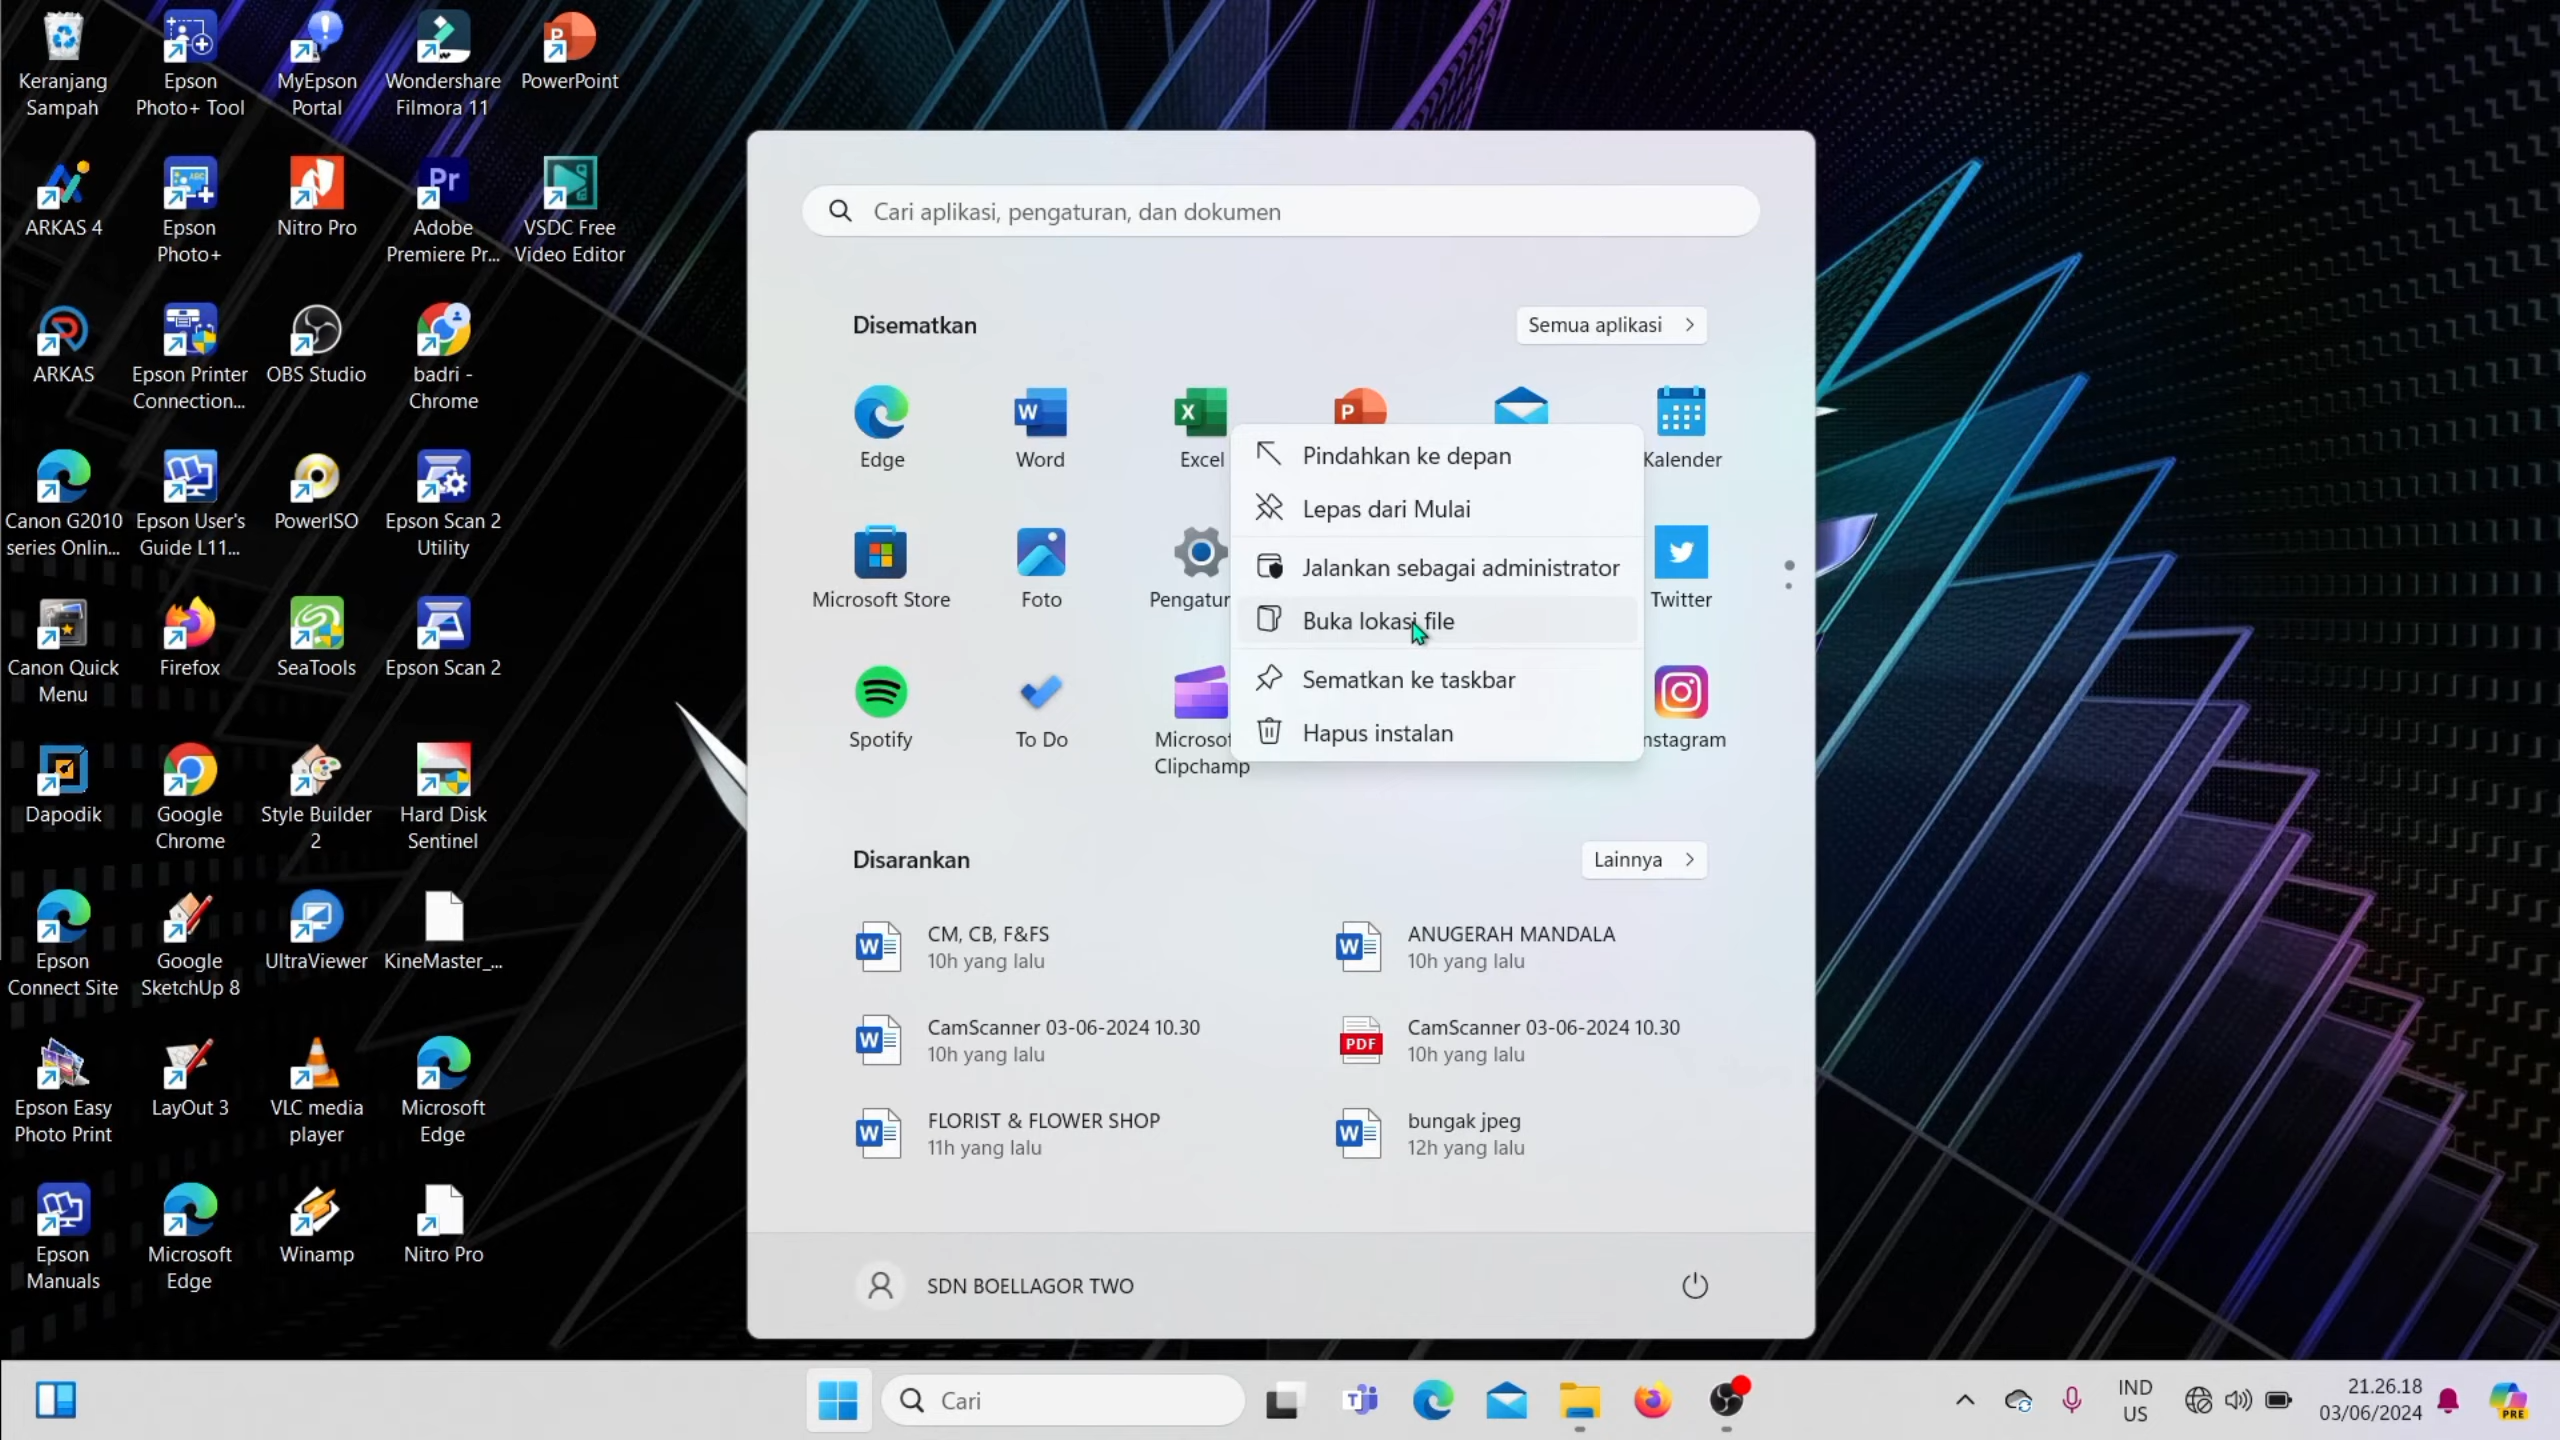 Keranjang
Sampah
Epson
Photo+ Tool
MyEpson
Portal
Wondershare
Filmora 11
PowerPoint
ARKAS 4
Epson
Photo+
Nitro Pro
Adobe
Premiere Pr...
VSDC Free
Video Editor
ARKAS
Epson Printer
Connection...
OBS Studio
badri -
Chrome
Canon G2010
series Onlin...
Epson User's
Guide L11...
PowerISO
Epson Scan 2
Utility
Canon Quick
Menu
Firefox
SeaTools
Epson Scan 2
Dapodik
Google
Chrome
Style Builder
2
Hard Disk
Sentinel
Epson
Connect Site
Google
SketchUp 8
UltraViewer
KineMaster_...
Epson Easy
Photo Print
LayOut 3
VLC media
player
Microsoft
Edge
Epson
Manuals
Microsoft
Edge
Winamp
Nitro Pro
Cari aplikasi, pengaturan, dan dokumen
Disematkan
Semua aplikasi
Edge
Word
Excel
Kalender
Microsoft Store
Foto
Pengatur
Twitter
Spotify
To Do
Microsof
Clipchamp
nstagram
Pindahkan ke depan
Lepas dari Mulai
Jalankan sebagai administrator
Buka lokasi file
Sematkan ke taskbar
Hapus instalan
Disarankan
Lainnya
CM, CB, F&FS
10h yang lalu
ANUGERAH MANDALA
10h yang lalu
CamScanner 03-06-2024 10.30
10h yang lalu
CamScanner 03-06-2024 10.30
10h yang lalu
FLORIST & FLOWER SHOP
11h yang lalu
bungak jpeg
12h yang lalu
SDN BOELLAGOR TWO
Cari
IND
US
21.26.18
03/06/2024
PRE